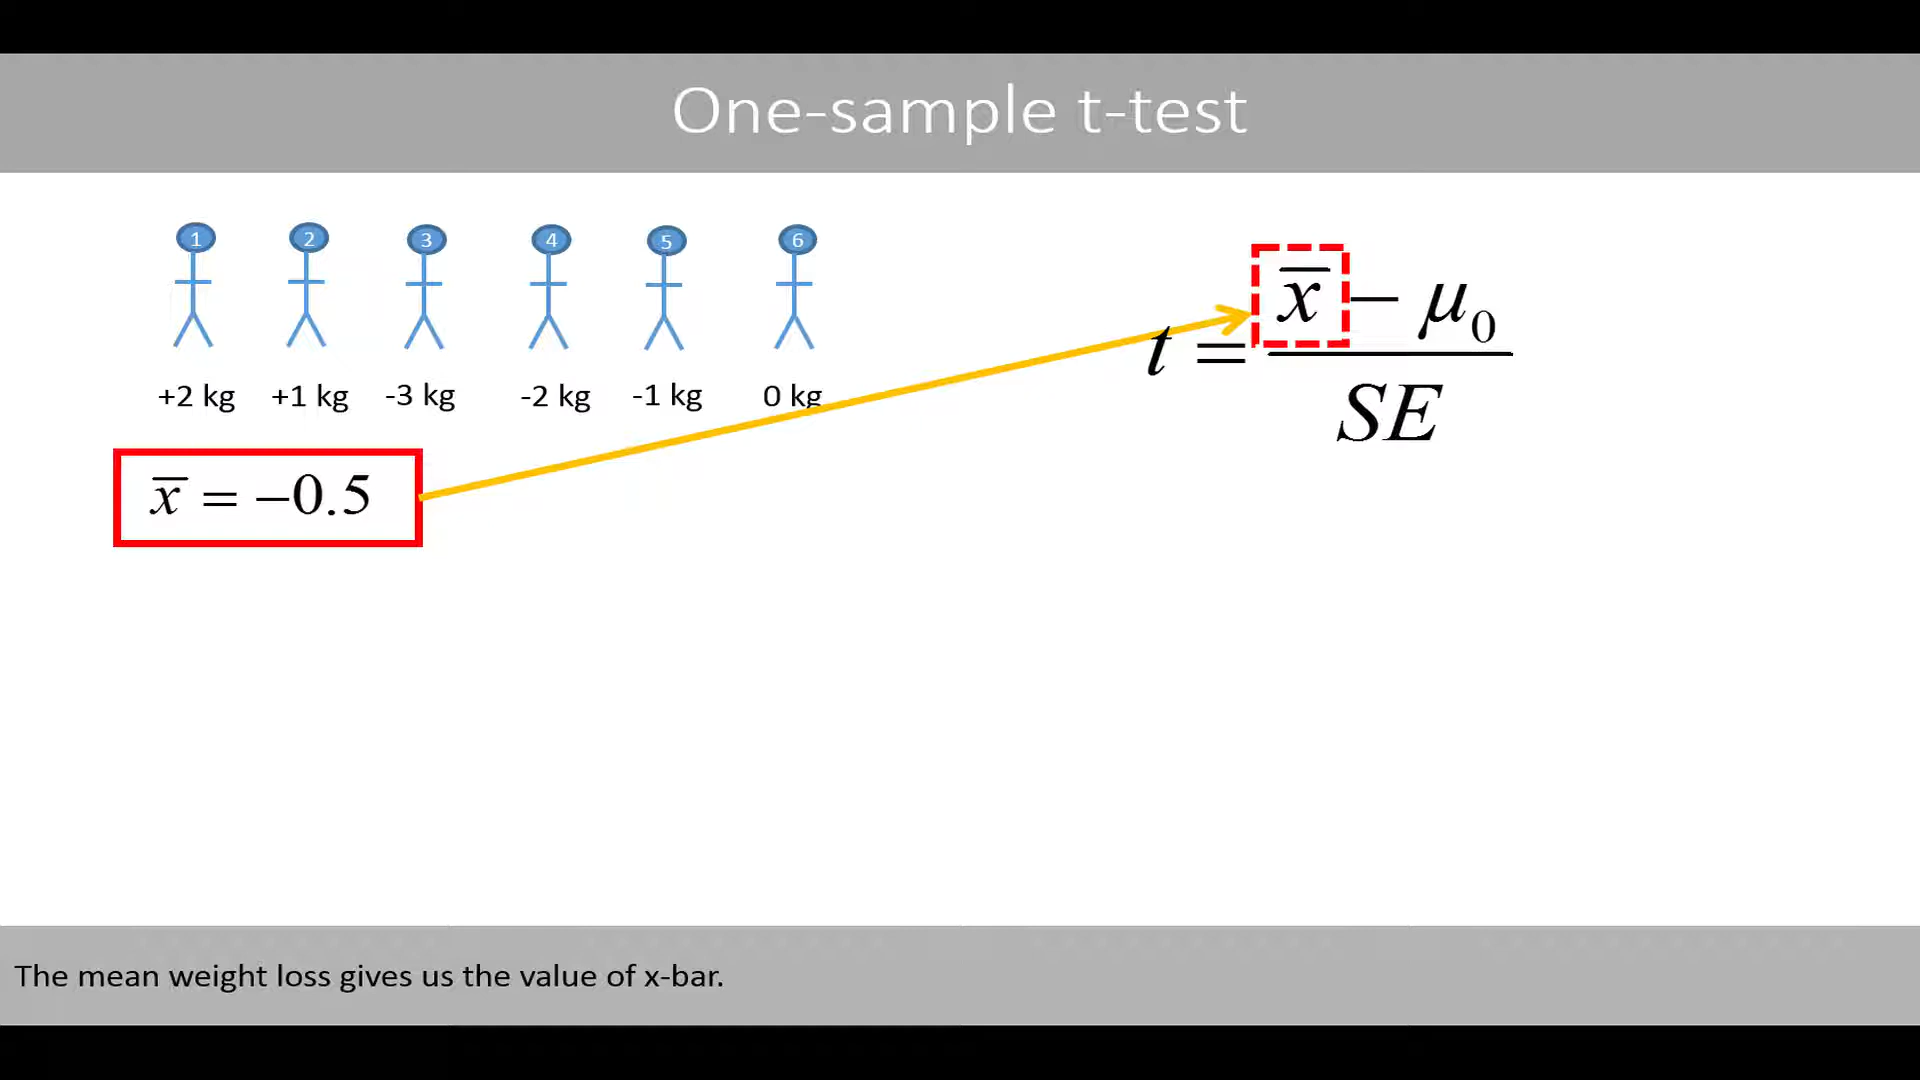 One-sample t-test
1 2 3 4 5 6
+2 kg +1 kg -3 kg -2 kg -1 kg 0 kg
x̅ = −0.5
t = (x̅ − μ₀) / SE
The mean weight loss gives us the value of x-bar.